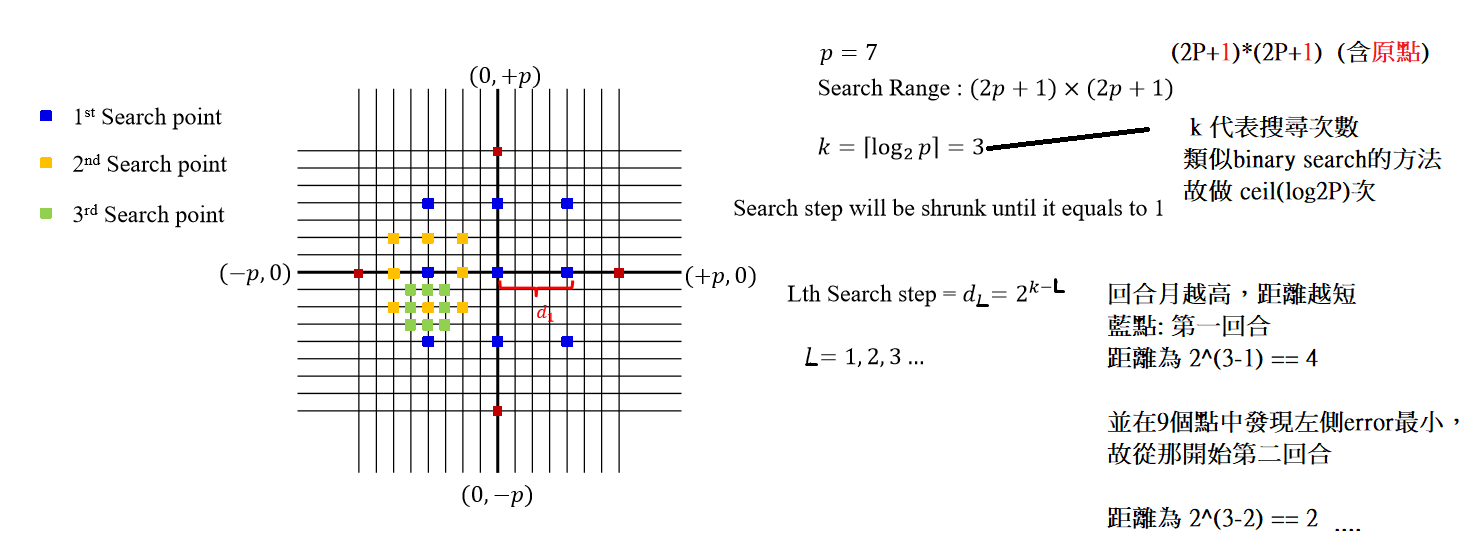 1st Search point
2nd Search point
3rd Search point
(0, +p)
(−p, 0)
(+p, 0)
d1
(0, −p)
p = 7
Search Range : (2p + 1) × (2p + 1)
k = ⌈log2 p⌉ = 3
Search step will be shrunk until it equals to 1
Lth Search step = dL = 2^k−L
L = 1, 2, 3 ...
(2P+1)*(2P+1) (含原點)
k 代表搜尋次數
類似binary search的方法
故做 ceil(log2P)次
回合月越高，距離越短
藍點: 第一回合
距離為 2^(3-1) == 4
並在9個點中發現左側error最小，
故從那開始第二回合
距離為 2^(3-2) == 2 ....